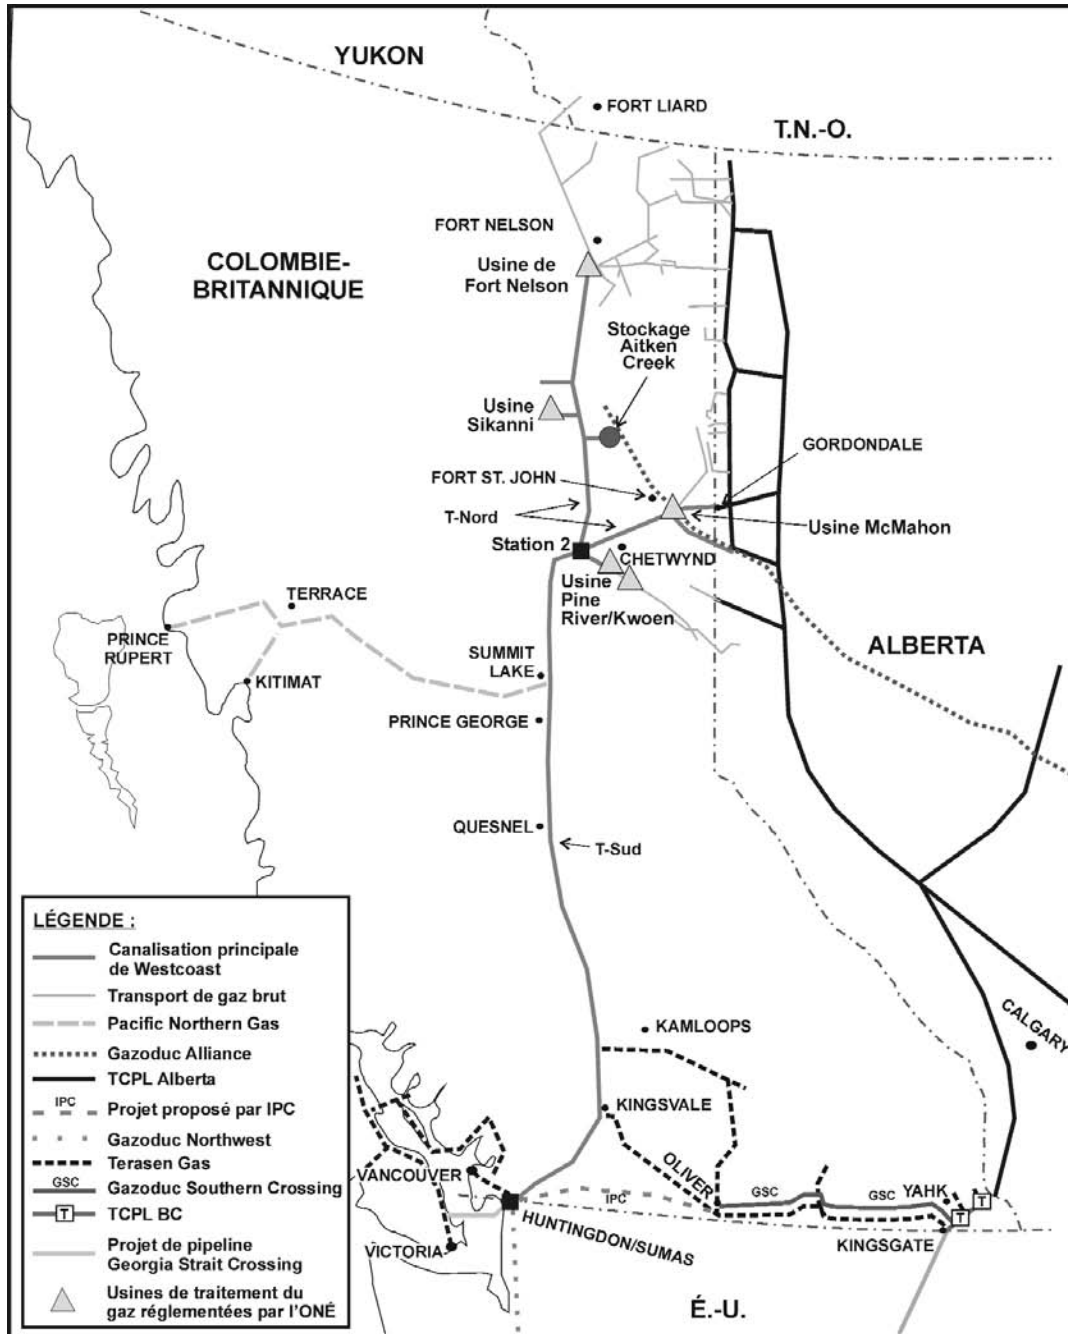 YUKON
FORT LIARD
T.N.-O.
FORT NELSON
COLOMBIE-
BRITANNIQUE
Usine de
Fort Nelson
Stockage
Aitken
Creek
Usine
Sikanni
GORDONDALE
FORT ST. JOHN
T-Nord
Usine McMahon
Station 2
CHETWYND
Usine
Pine
River/Kwoen
TERRACE
PRINCE
RUPERT
SUMMIT
LAKE
ALBERTA
KITIMAT
PRINCE GEORGE
QUESNEL
T-Sud
KAMLOOPS
CALGARY
KINGSVALE
VANCOUVER
OLIVER
IPC
GSC
GSC
YAHK
T
T
HUNTINGDON/SUMAS
KINGSGATE
VICTORIA
É.-U.
LÉGENDE :
Canalisation principale
de Westcoast
Transport de gaz brut
Pacific Northern Gas
Gazoduc Alliance
TCPL Alberta
IPC
Projet proposé par IPC
Gazoduc Northwest
Terasen Gas
GSC
Gazoduc Southern Crossing
T
TCPL BC
Projet de pipeline
Georgia Strait Crossing
Usines de traitement du
gaz réglementées par l'ONÉ